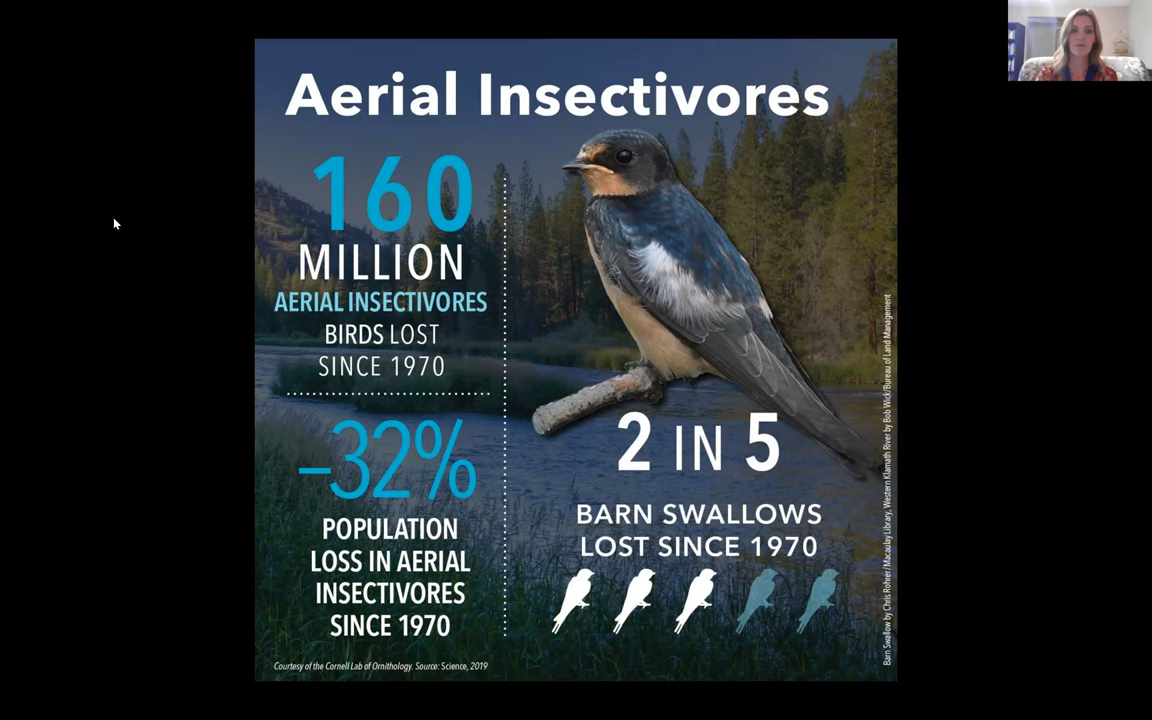 Aerial Insectivores
160
MILLION
AERIAL INSECTIVORES
BIRDS LOST
SINCE 1970
–32%
POPULATION
LOSS IN AERIAL
INSECTIVORES
SINCE 1970
2 IN 5
BARN SWALLOWS
LOST SINCE 1970
Courtesy of the Cornell Lab of Ornithology. Source: Science, 2019
Barn Swallow by Chris Rohrer/Macaulay Library, Western Klamath River by Bob Wick/Bureau of Land Management